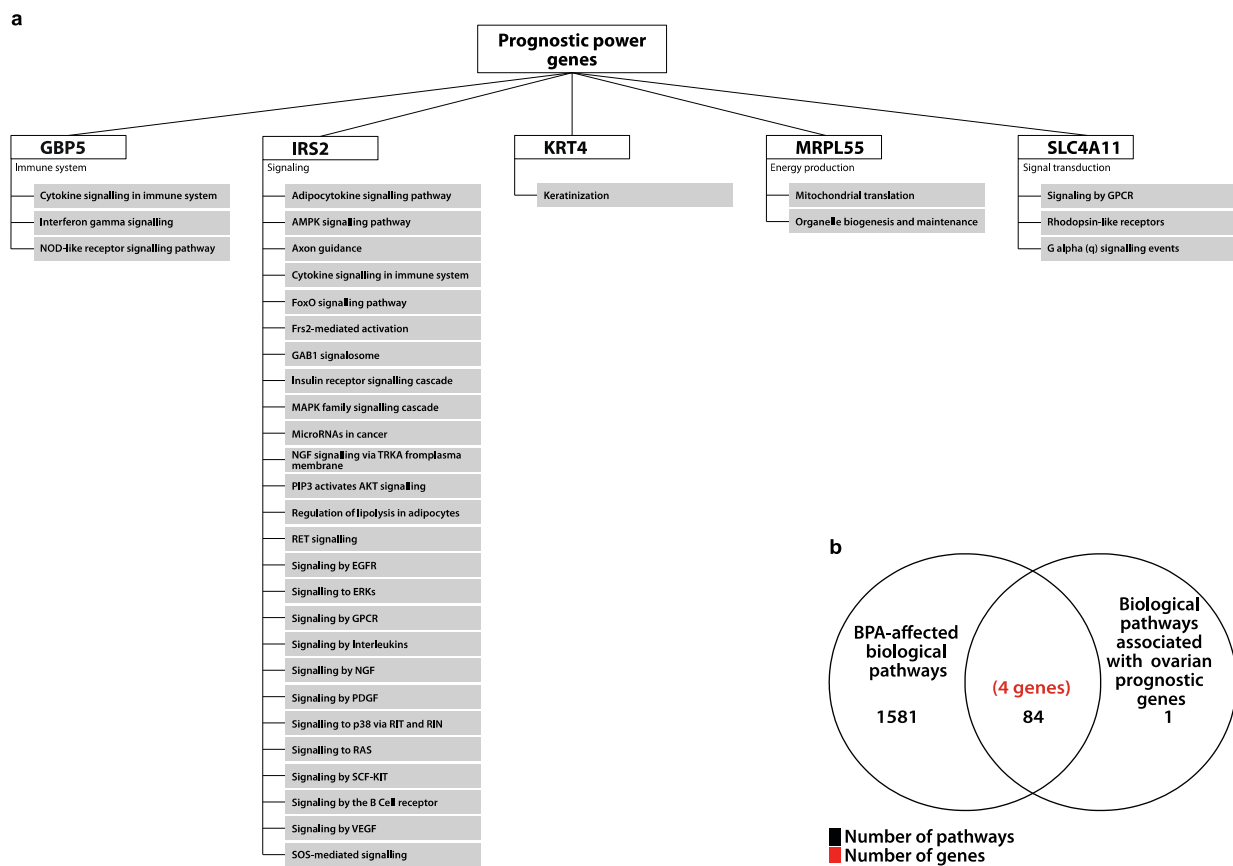 a
Prognostic power
genes
GBP5
Immune system
Cytokine signalling in immune system
Interferon gamma signalling
NOD-like receptor signalling pathway
IRS2
Signaling
Adipocytokine signalling pathway
AMPK signalling pathway
Axon guidance
Cytokine signalling in immune system
FoxO signalling pathway
Frs2-mediated activation
GAB1 signalosome
Insulin receptor signalling cascade
MAPK family signalling cascade
MicroRNAs in cancer
NGF signalling via TRKA fromplasma
membrane
PIP3 activates AKT signalling
Regulation of lipolysis in adipocytes
RET signalling
Signaling by EGFR
Signalling to ERKs
Signaling by GPCR
Signaling by Interleukins
Signalling by NGF
Signaling by PDGF
Signalling to p38 via RIT and RIN
Signalling to RAS
Signaling by SCF-KIT
Signaling by the B Cell receptor
Signaling by VEGF
SOS-mediated signalling
KRT4
Keratinization
MRPL55
Energy production
Mitochondrial translation
Organelle biogenesis and maintenance
SLC4A11
Signal transduction
Signaling by GPCR
Rhodopsin-like receptors
G alpha (q) signalling events
b
BPA-affected
biological
pathways
1581
(4 genes)
84
Biological
pathways
associated
with ovarian
prognostic
genes
1
Number of pathways
Number of genes